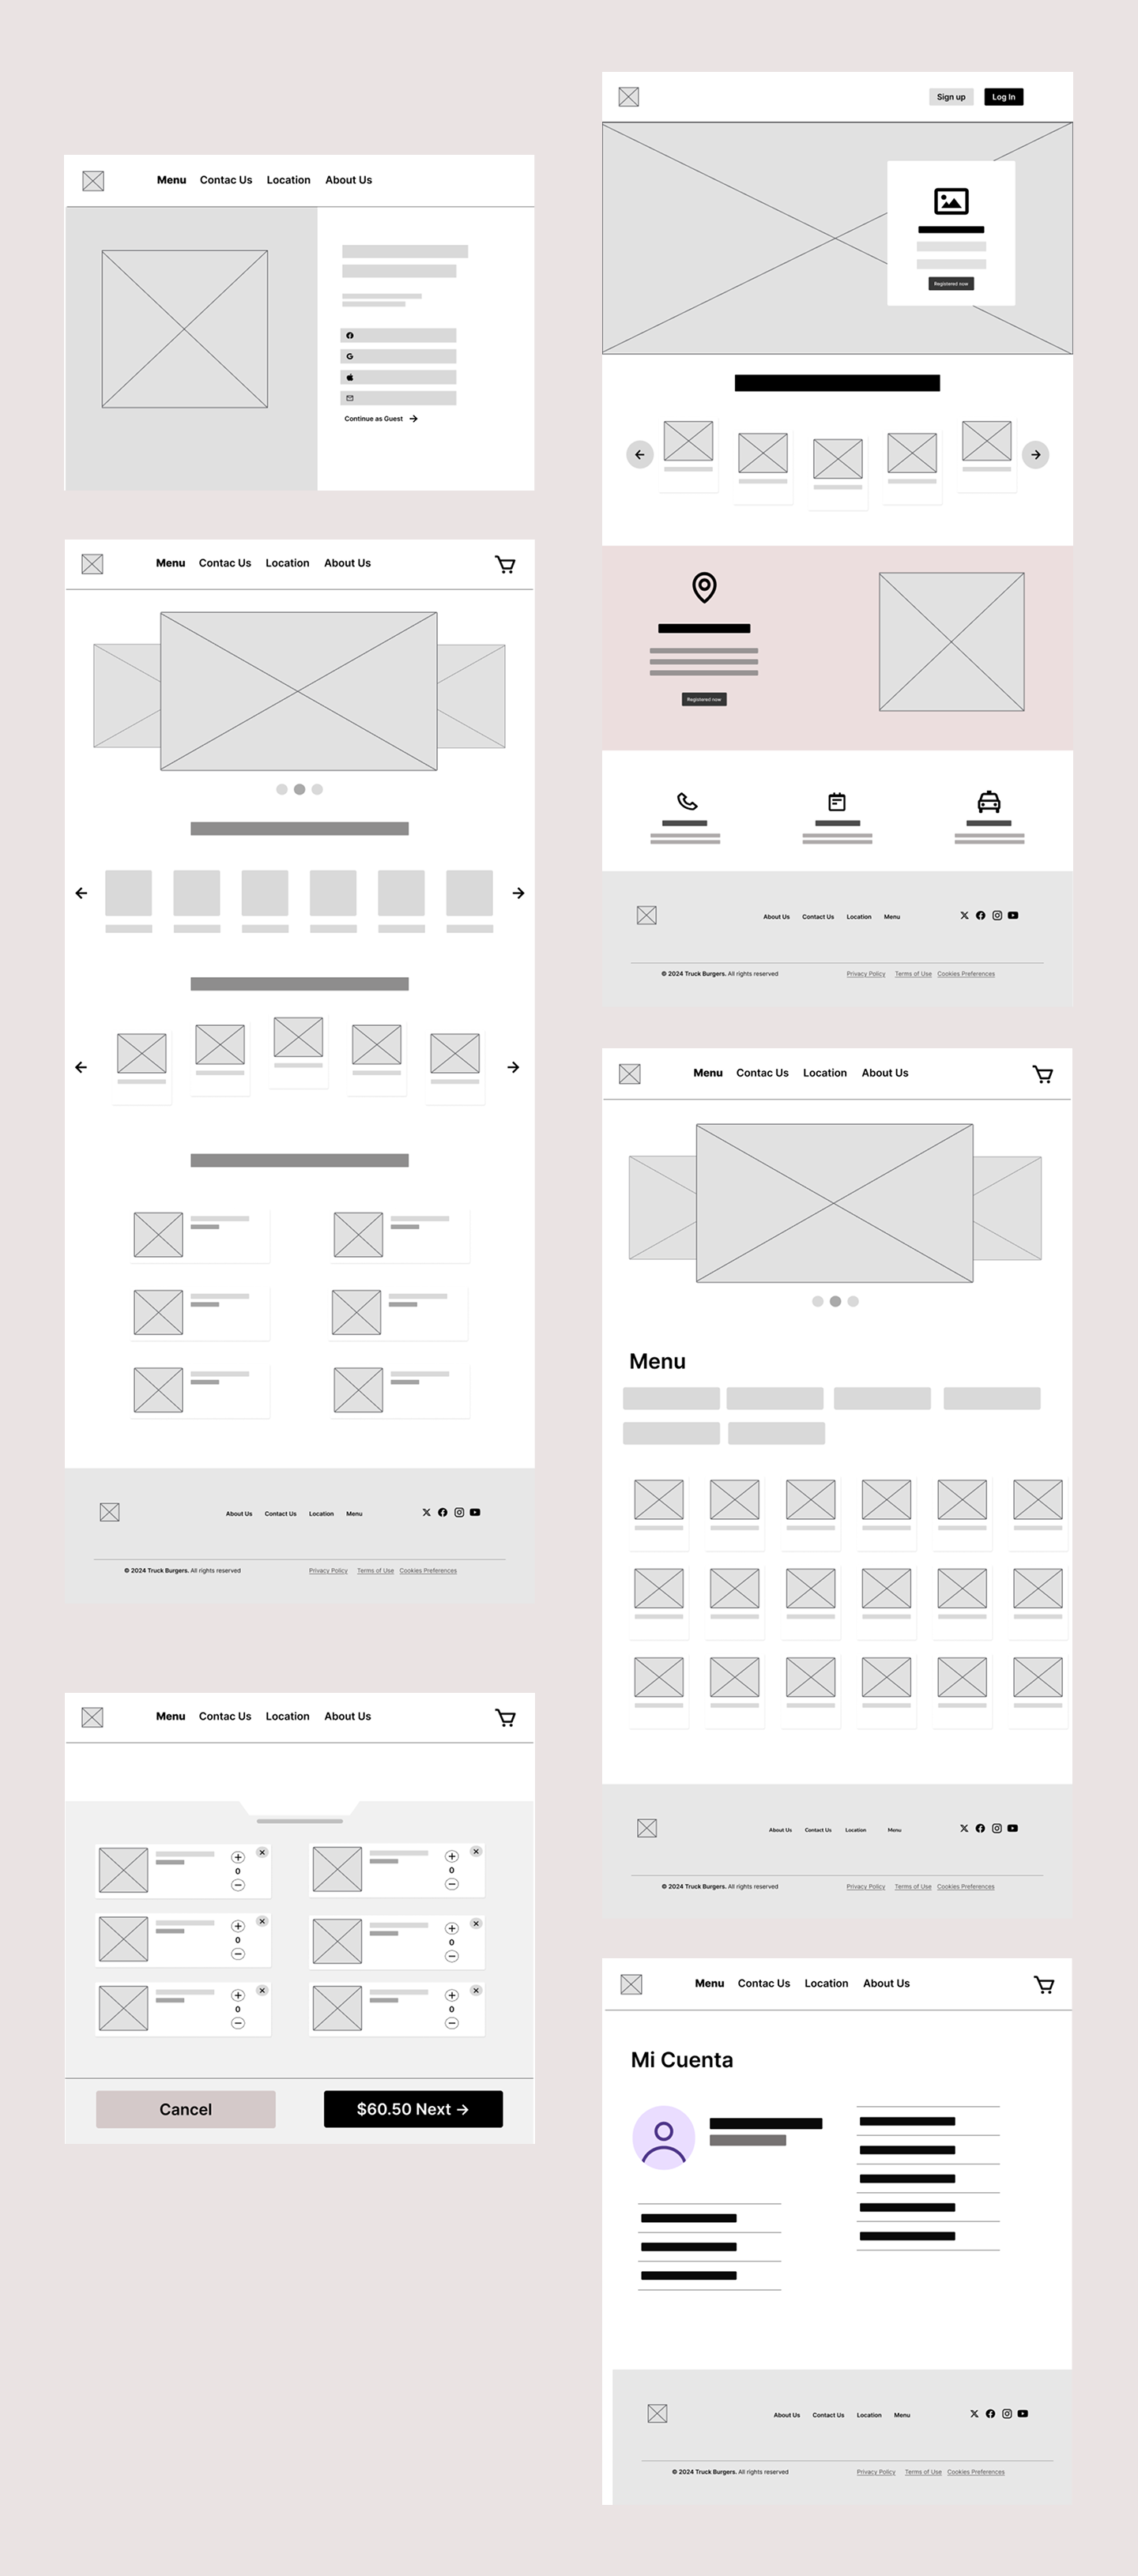 Menu Contac Us Location About Us
Continue as Guest
Menu Contac Us Location About Us
About Us Contact Us Location Menu
© 2024 Truck Burgers. All rights reserved Privacy Policy Terms of Use Cookies Preferences
Menu Contac Us Location About Us
0 0
0 0
0 0
Cancel $60.50 Next →
Sign up Log In
Registered now
Registered now
About Us Contact Us Location Menu
© 2024 Truck Burgers. All rights reserved Privacy Policy Terms of Use Cookies Preferences
Menu Contac Us Location About Us
Menu
About Us Contact Us Location Menu
© 2024 Truck Burgers. All rights reserved Privacy Policy Terms of Use Cookies Preferences
Menu Contac Us Location About Us
Mi Cuenta
About Us Contact Us Location Menu
© 2024 Truck Burgers. All rights reserved Privacy Policy Terms of Use Cookies Preferences